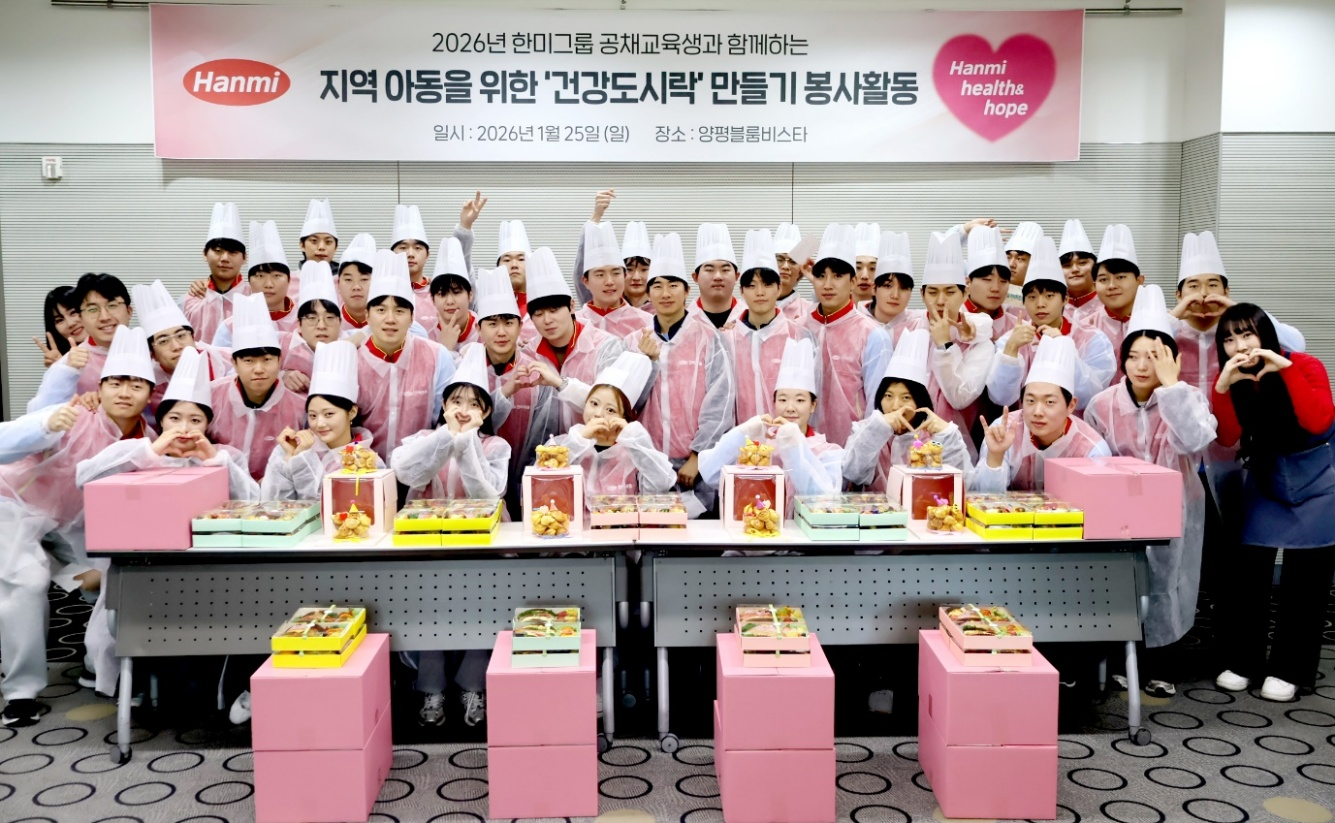 2026년 한미그룹 공채교육생과 함께하는
Hanmi
지역 아동을 위한 '건강도시락' 만들기 봉사활동
Hanmi
health&
hope
일시 : 2026년 1월 25일 (일) 장소 : 양평블룸비스타